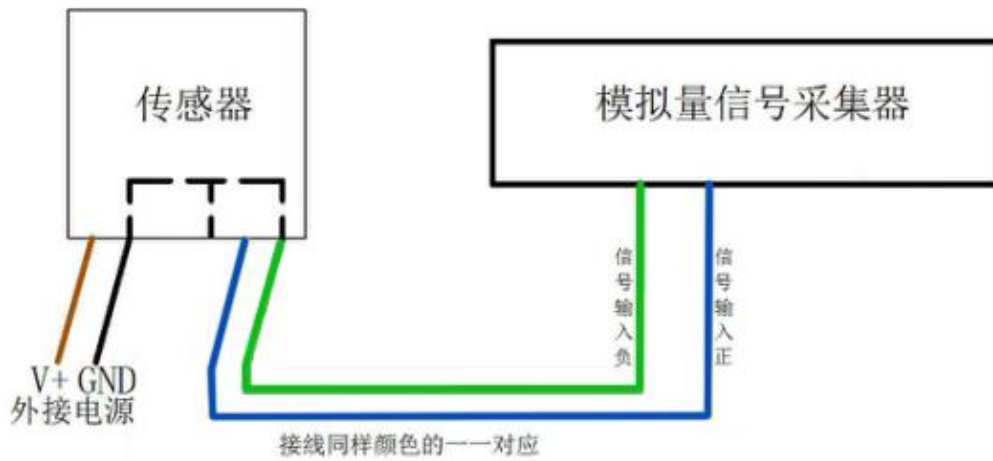 传感器
模拟量信号采集器
信号输入负
信号输入正
V+ GND
外接电源
接线同样颜色的一一对应